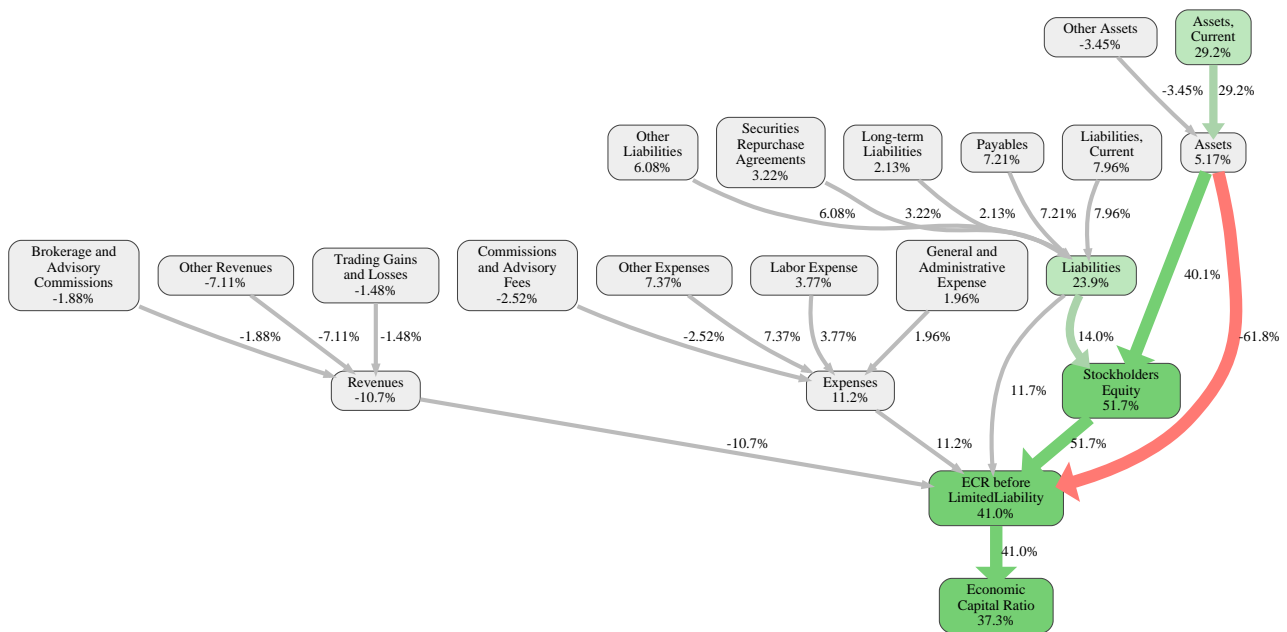 Other Assets
-3.45%
Assets,
Current
29.2%
-3.45%
29.2%
Other
Liabilities
6.08%
Securities
Repurchase
Agreements
3.22%
Long-term
Liabilities
2.13%
Payables
7.21%
Liabilities,
Current
7.96%
Assets
5.17%
6.08%
3.22%
2.13%
7.21%
7.96%
Brokerage and
Advisory
Commissions
-1.88%
Other Revenues
-7.11%
Trading Gains
and Losses
-1.48%
Commissions
and Advisory
Fees
-2.52%
Other Expenses
7.37%
Labor Expense
3.77%
General and
Administrative
Expense
1.96%
Liabilities
23.9%
40.1%
-1.88%
-7.11%
-1.48%
-2.52%
7.37%
3.77%
1.96%
14.0%
-61.8%
Revenues
-10.7%
Expenses
11.2%
11.7%
Stockholders
Equity
51.7%
-10.7%
11.2%
51.7%
ECR before
LimitedLiability
41.0%
41.0%
Economic
Capital Ratio
37.3%